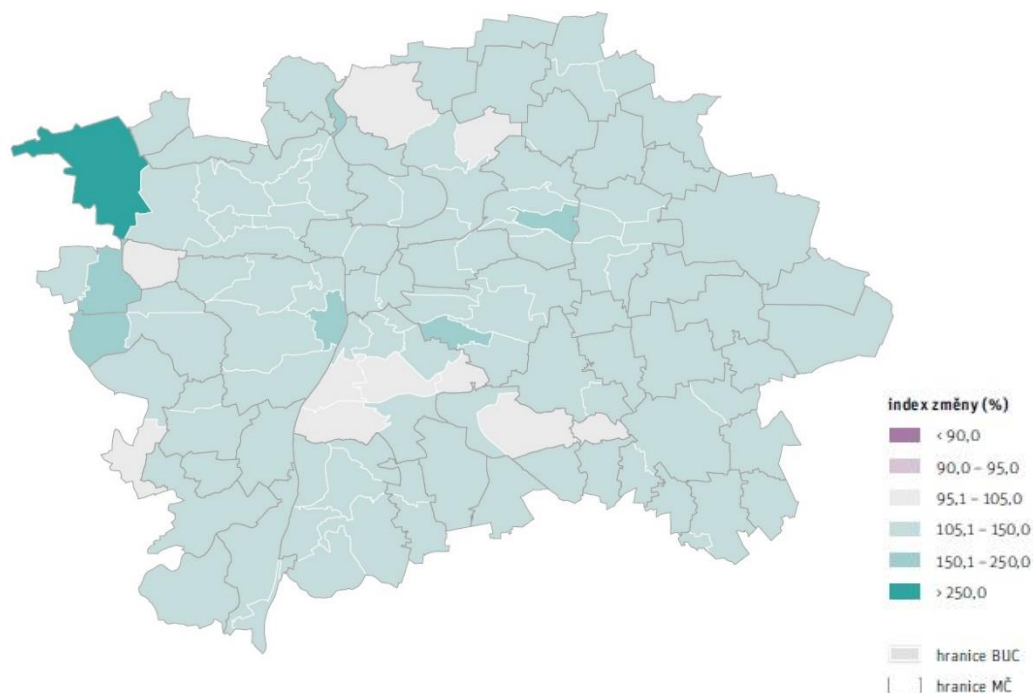 index změny (%)
< 90,0
90,0 – 95,0
95,1 – 105,0
105,1 – 150,0
150,1 – 250,0
> 250,0
hranice BUC
hranice MČ